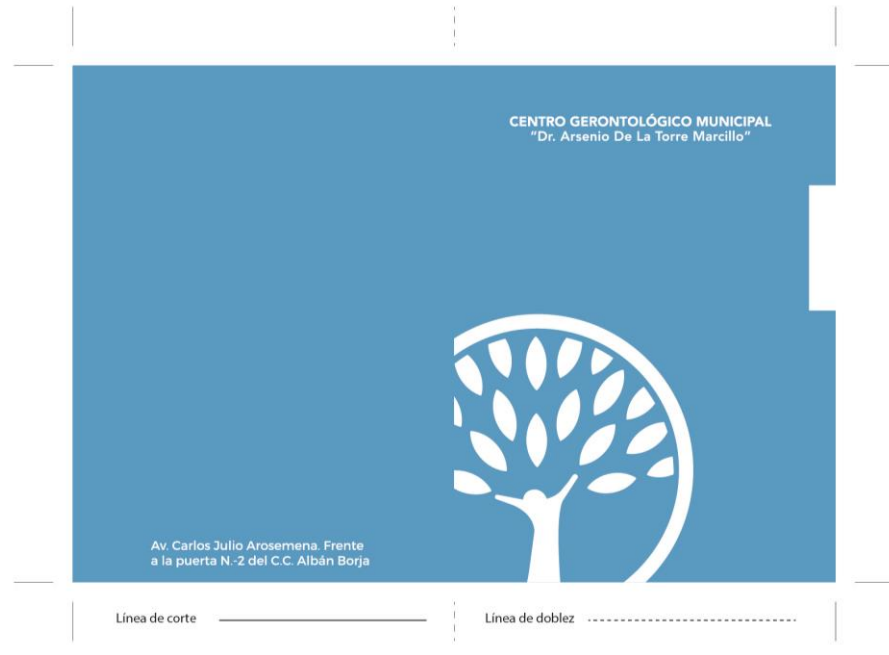 CENTRO GERONTOLÓGICO MUNICIPAL
“Dr. Arsenio De La Torre Marcillo”
Av. Carlos Julio Arosemena. Frente
a la puerta N.-2 del C.C. Albán Borja
Línea de corte
Línea de doblez